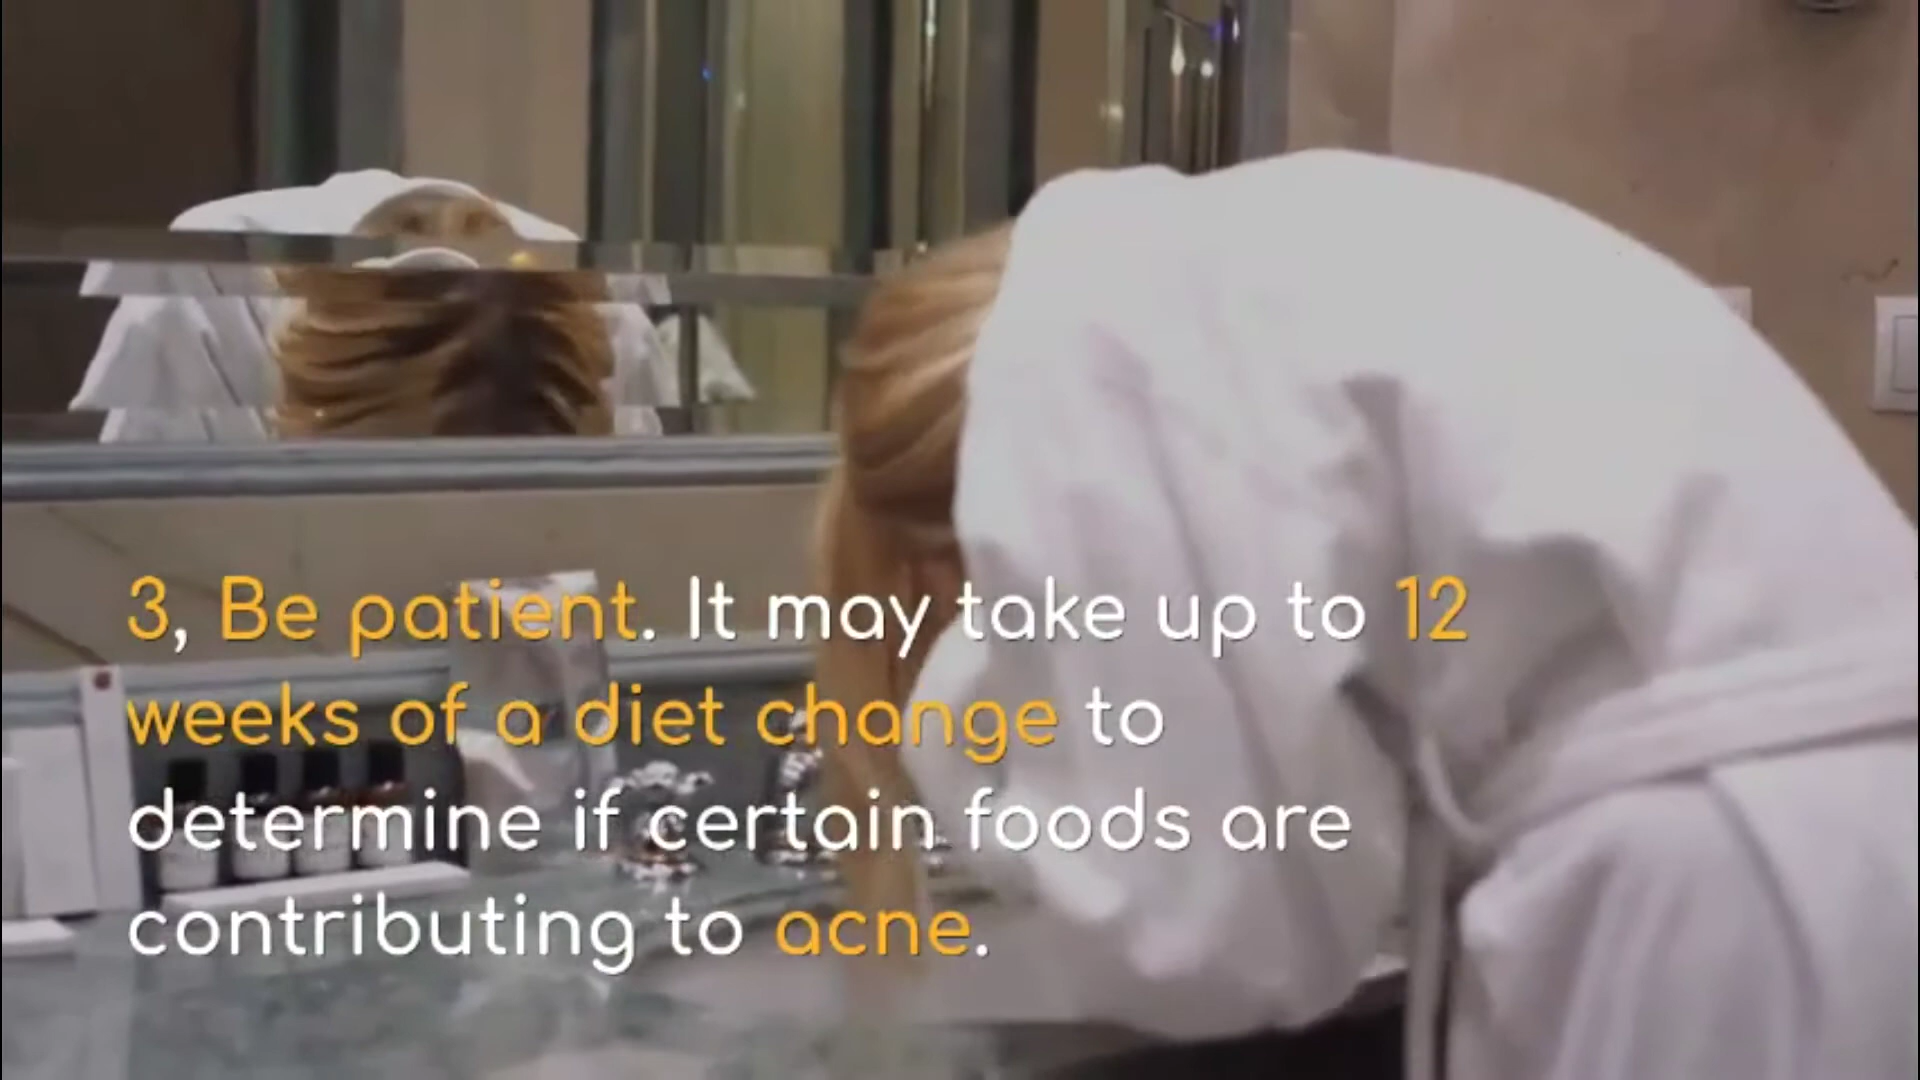 3, Be patient. It may take up to 12
weeks of a diet change to
determine if certain foods are
contributing to acne.